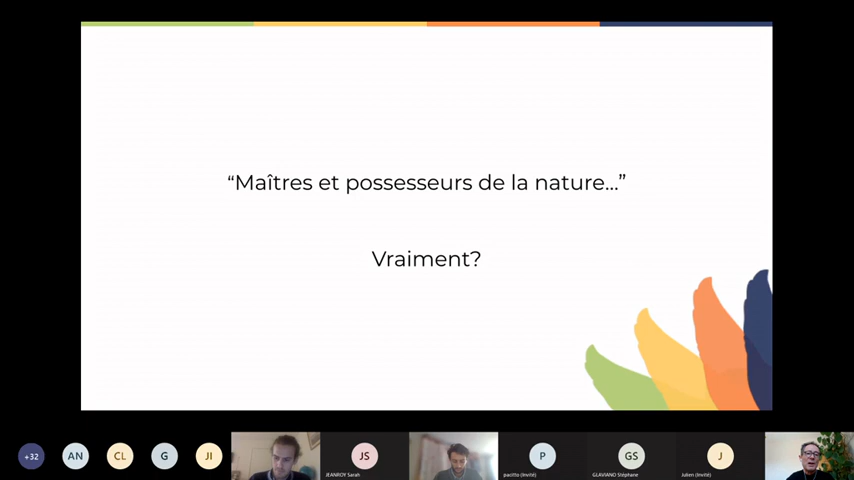 “Maîtres et possesseurs de la nature...”
Vraiment?
+32
AN
CL
G
JI
JS
JEANROY Sarah
P
pacitto (Invité)
GS
GLAVIANO Stéphane
J
Julien (Invité)